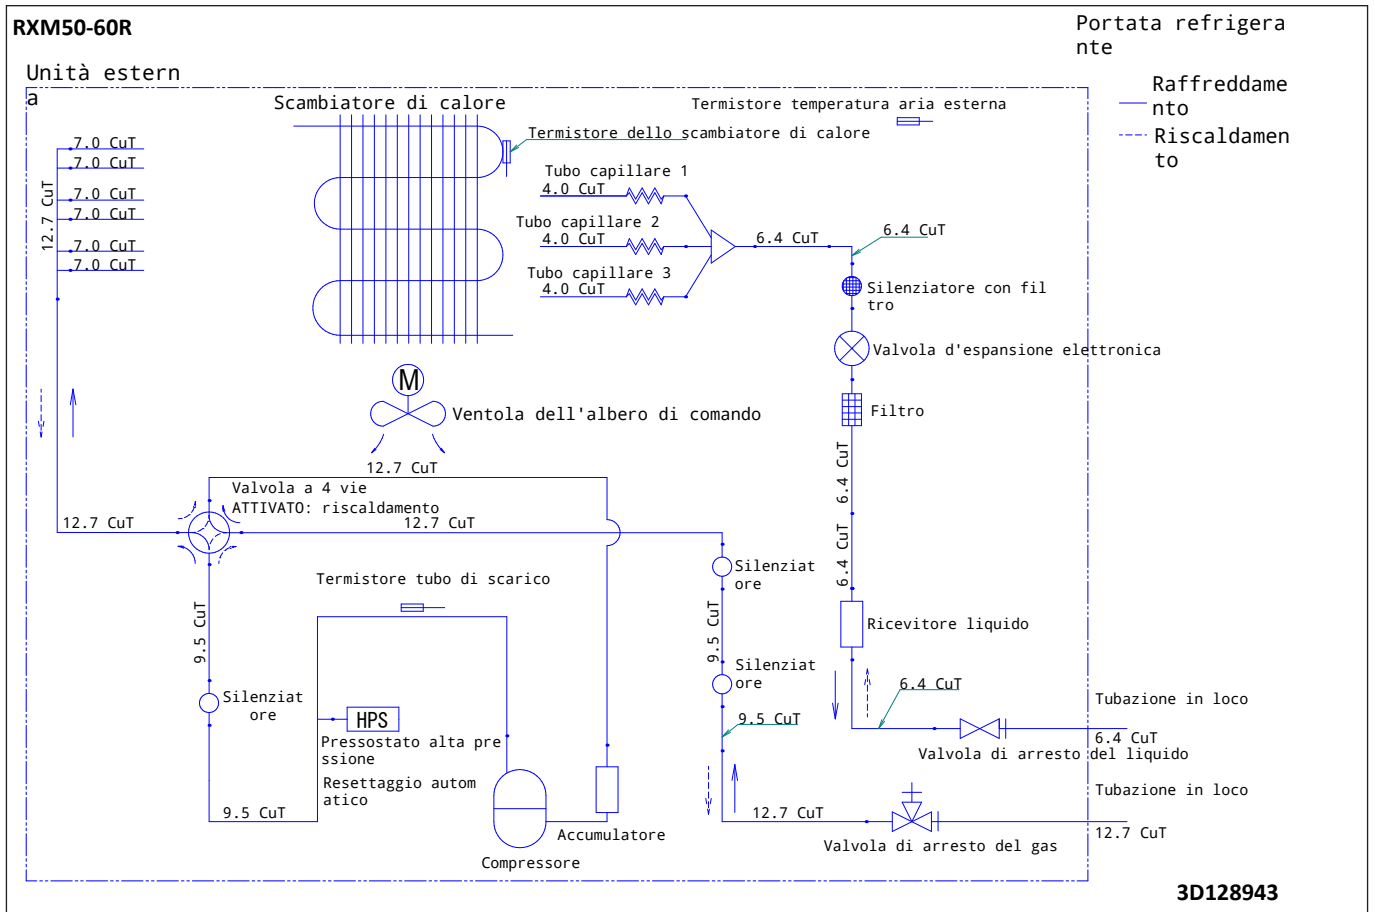 RXM50-60R
Portata refrigera
nte
Unità estern
a
Raffreddame
nto
Riscaldamen
to
Scambiatore di calore
Termistore temperatura aria esterna
Termistore dello scambiatore di calore
7.0 CuT
7.0 CuT
7.0 CuT
7.0 CuT
7.0 CuT
7.0 CuT
12.7 CuT
Tubo capillare 1
4.0 CuT
Tubo capillare 2
4.0 CuT
Tubo capillare 3
4.0 CuT
6.4 CuT
6.4 CuT
Silenziatore con fil
tro
Valvola d'espansione elettronica
Filtro
M
Ventola dell'albero di comando
12.7 CuT
Valvola a 4 vie
ATTIVATO: riscaldamento
12.7 CuT
12.7 CuT
6.4 CuT
6.4 CuT
Silenziat
ore
Termistore tubo di scarico
9.5 CuT
9.5 CuT
Ricevitore liquido
Silenziat
ore
Silenziat
ore
6.4 CuT
9.5 CuT
HPS
Pressostato alta pre
ssione
Resettaggio autom
atico
Tubazione in loco
6.4 CuT
Valvola di arresto del liquido
Tubazione in loco
9.5 CuT
12.7 CuT
12.7 CuT
Accumulatore
Valvola di arresto del gas
Compressore
3D128943